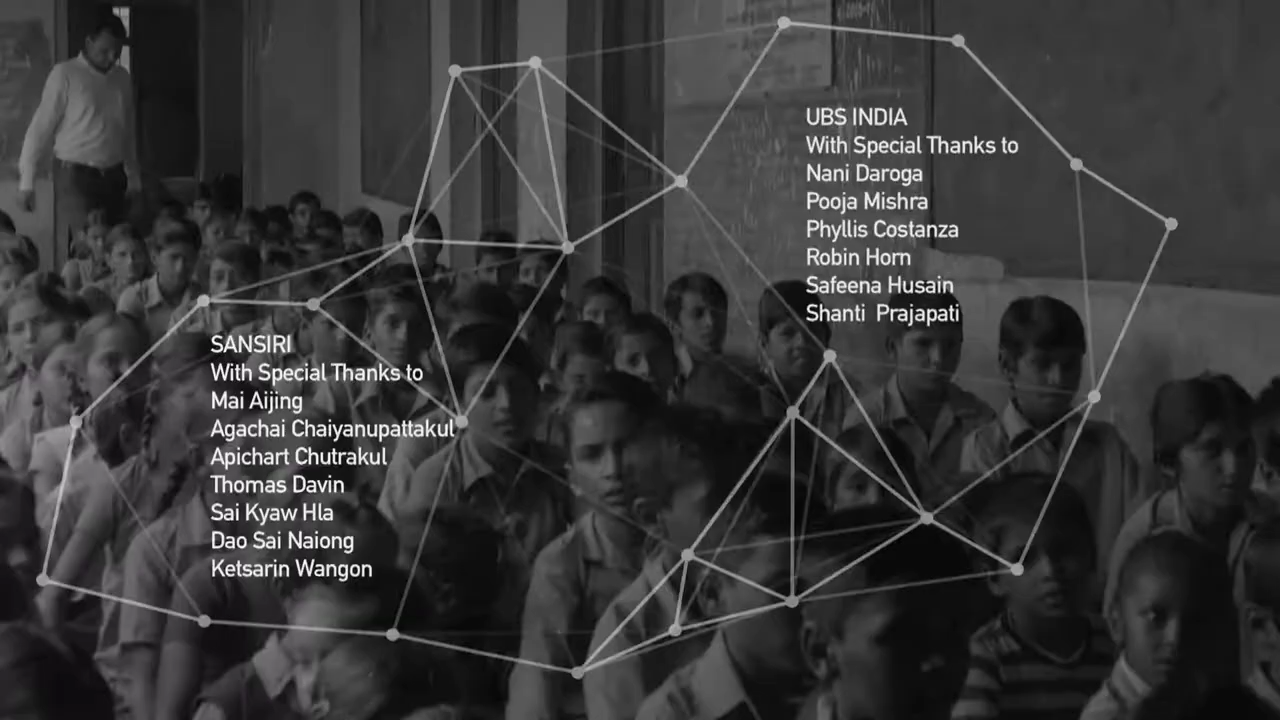 UBS INDIA
With Special Thanks to
Nani Daroga
Pooja Mishra
Phyllis Costanza
Robin Horn
Safeena Husain
Shanti  Prajapati
SANSIRI
With Special Thanks to
Mai Aijing
Agachai Chaiyanupattakul
Apichart Chutrakul
Thomas Davin
Sai Kyaw Hla
Dao Sai Naiong
Ketsarin Wangon